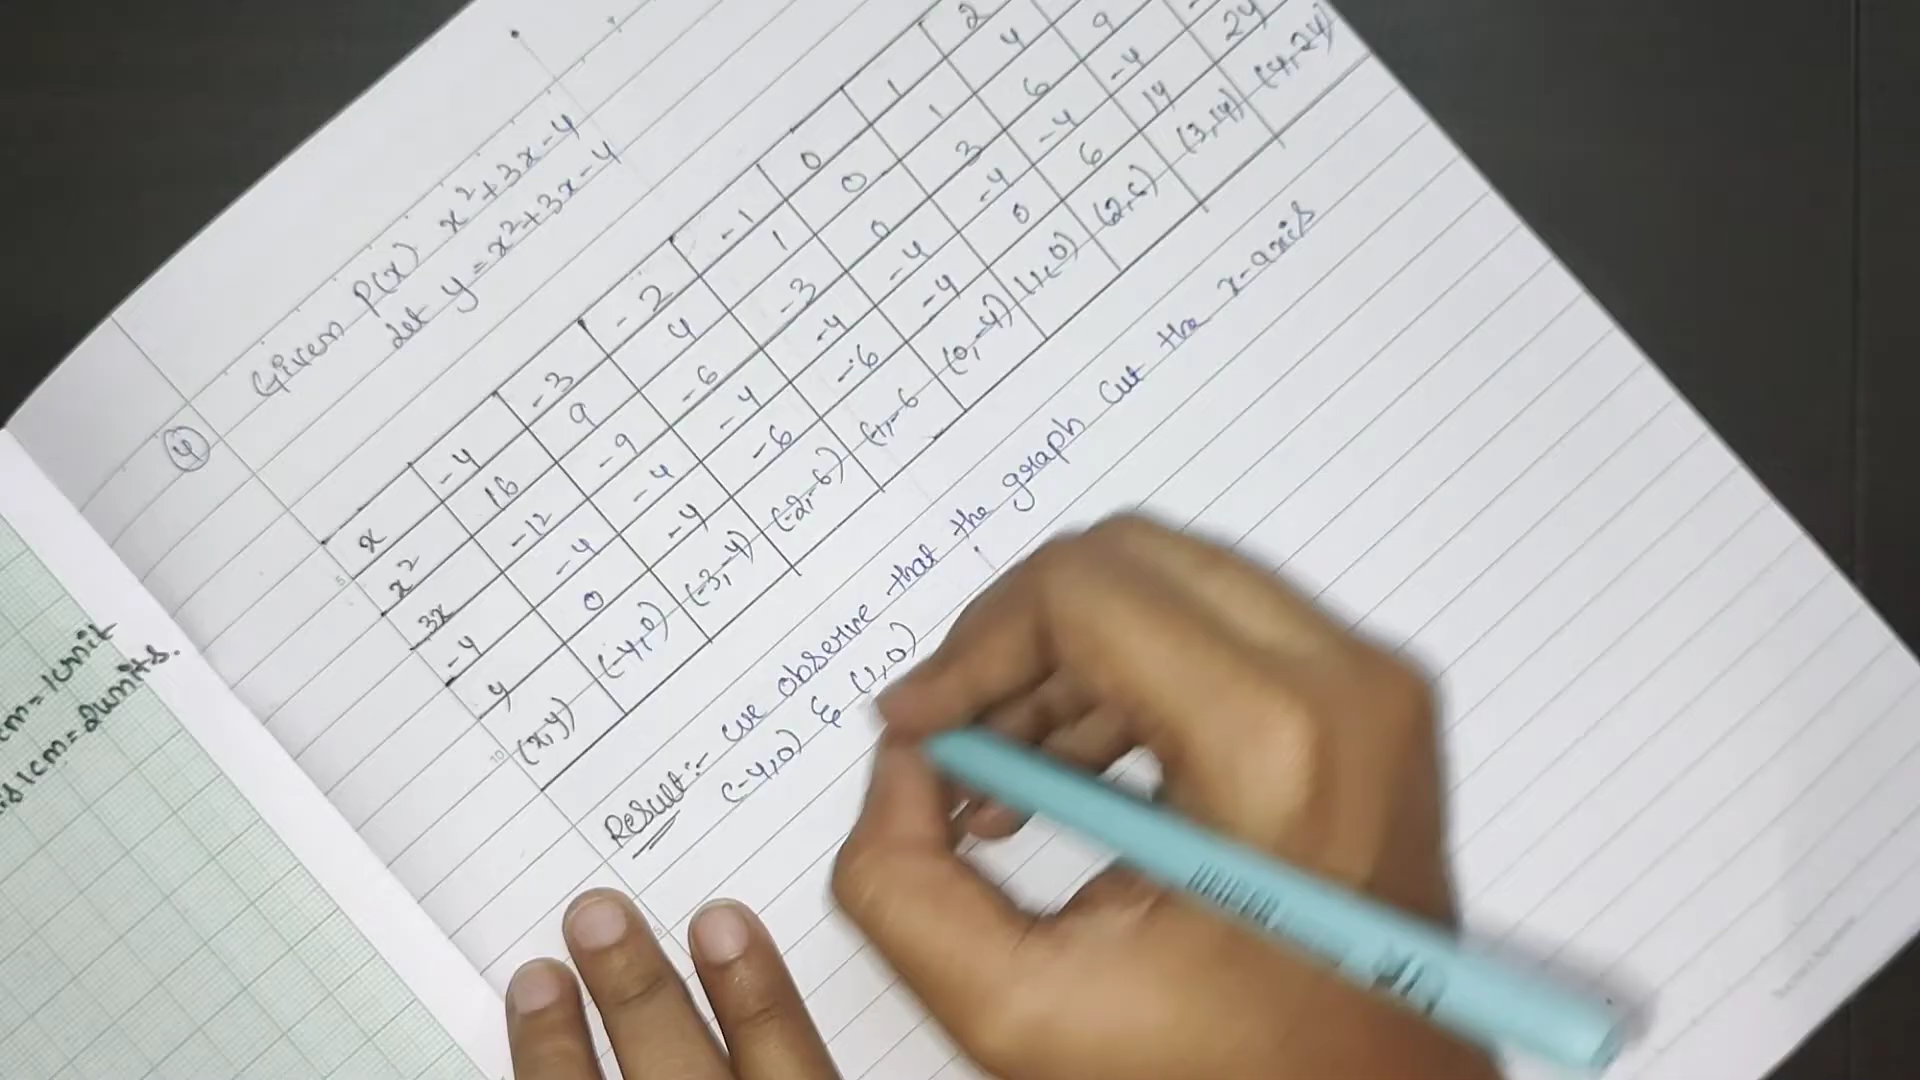 ④ Given P(x) x²+3x-4
let y = x²+3x-4
x -4 -3 -2 -1 0 1 2
x² 16 9 4 1 0 1 4 9
3x -12 -9 -6 -3 0 3 6
-4 -4 -4 -4 -4 -4 -4 -4 -4
y 0 -4 -6 -6 -4 0 6 14 24
(x,y) (-4,0) (-3,-4) (-2,-6) (-1,-6 (0,-4) (1,0) (2,6) (3,14) (4,24)
Result:- we observe that the graph cut the x-axis
(-4,0) & (1,0)
cm = 1unit
is 1cm = 2units.